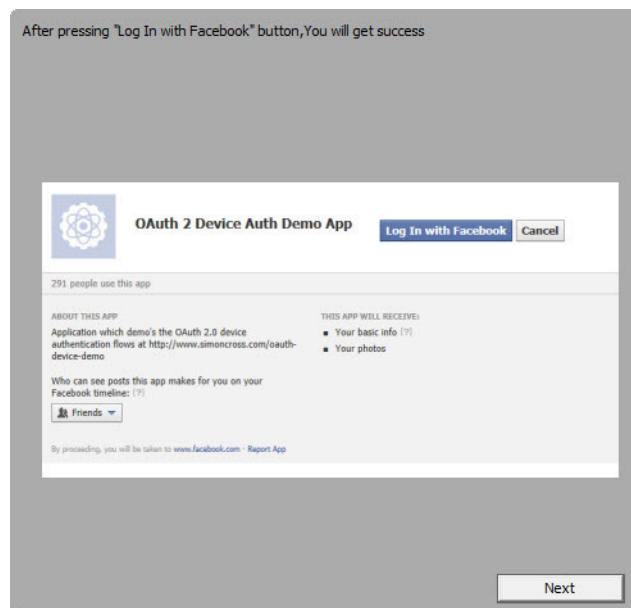 After pressing "Log In with Facebook" button,You will get success
OAuth 2 Device Auth Demo App
Log In with Facebook
Cancel
291 people use this app
ABOUT THIS APP
THIS APP WILL RECEIVE:
Application which demo's the OAuth 2.0 device
authentication flows at http://www.simoncross.com/oauth-
device-demo
▪ Your basic info [?]
▪ Your photos
Who can see posts this app makes for you on your
Facebook timeline: [?]
Friends
By proceeding, you will be taken to www.facebook.com · Report App
Next